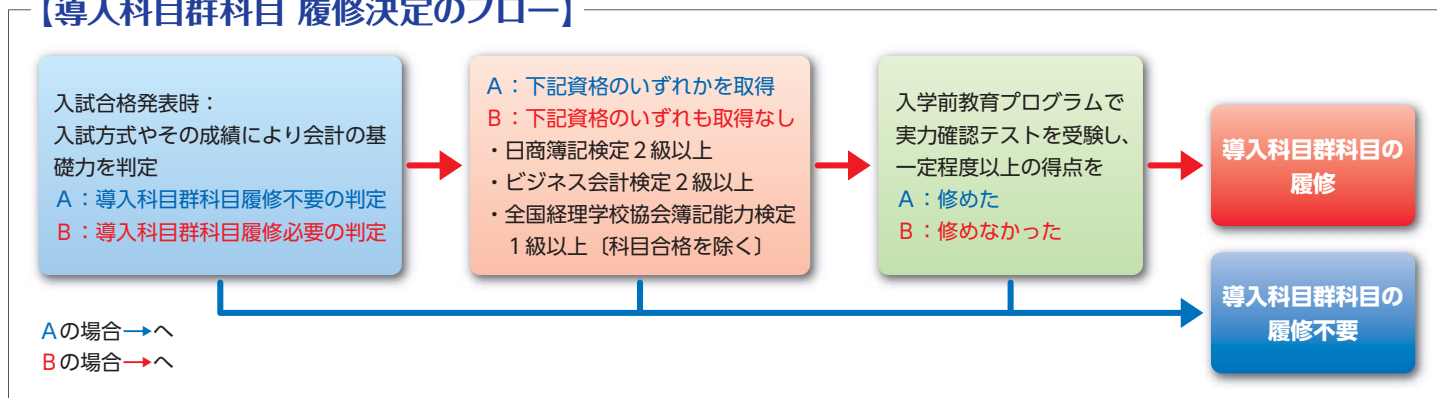 【導入科目群科目 履修決定のフロー】
入試合格発表時：
入試方式やその成績により会計の基
礎力を判定
A：導入科目群科目履修不要の判定
B：導入科目群科目履修必要の判定
A：下記資格のいずれかを取得
B：下記資格のいずれも取得なし
・日商簿記検定２級以上
・ビジネス会計検定２級以上
・全国経理学校協会簿記能力検定
１級以上〔科目合格を除く〕
入学前教育プログラムで
実力確認テストを受験し、
一定程度以上の得点を
A：修めた
B：修めなかった
導入科目群科目の
履修
導入科目群科目の
履修不要
Aの場合→へ
Bの場合→へ